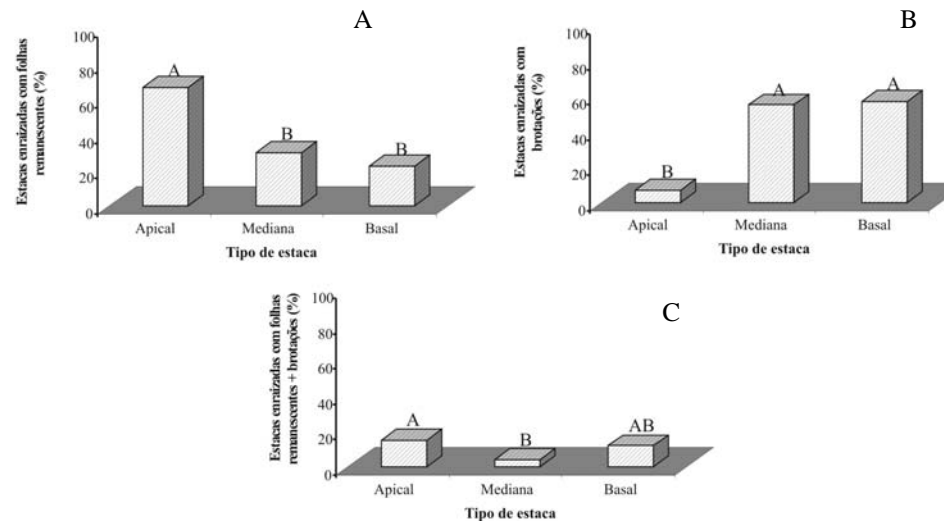 A
Estacas enraizadas com folhas
remanescentes (%)
100
80
60
40
20
0
A
B
B
Apical
Mediana
Basal
Tipo de estaca
B
Estacas enraizadas com
brotações (%)
100
80
60
40
20
0
B
A
A
Apical
Mediana
Basal
Tipo de estaca
C
Estacas enraizadas com folhas
remanescentes + brotações (%)
100
80
60
40
20
0
A
B
AB
Apical
Mediana
Basal
Tipo de estaca